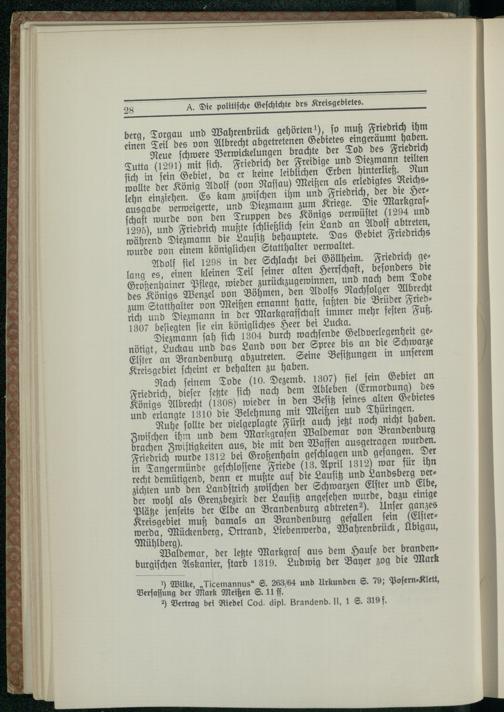 28
A. Die politische Geschichte des Kreisgebietes.
berg, Torgau und Wahrenbrück gehörten¹), so muß Friedrich ihm
einen Teil des von Albrecht abgetretenen Gebietes eingeräumt haben.
Neue schwere Verwickelungen brachte der Tod des Friedrich
Tutta (1291) mit sich. Friedrich der Freidige und Diezmann teilten
sich in sein Gebiet, da er keine leiblichen Erben hinterließ. Nun
wollte der König Adolf (von Nassau) Meißen als erledigtes Reichs-
lehn einziehen. Es kam zwischen ihm und Friedrich, der die Her-
ausgabe verweigerte, und Diezmann zum Kriege. Die Markgraf-
schaft wurde von den Truppen des Königs verwüstet (1294 und
1295), und Friedrich mußte schließlich sein Land an Adolf abtreten,
während Diezmann die Lausitz behauptete. Das Gebiet Friedrichs
wurde von einem königlichen Statthalter verwaltet.
Adolf fiel 1298 in der Schlacht bei Göllheim. Friedrich ge-
lang es, einen kleinen Teil seiner alten Herrschaft, besonders die
Großenhainer Pflege, wieder zurückzugewinnen, und nach dem Tode
des Königs Wenzel von Böhmen, den Adolfs Nachfolger Albrecht
zum Statthalter von Meißen ernannt hatte, faßten die Brüder Fried-
rich und Diezmann in der Markgrafschaft immer mehr festen Fuß.
1307 besiegten sie ein königliches Heer bei Lucka.
Diezmann sah sich 1304 durch wachsende Geldverlegenheit ge-
nötigt, Luckau und das Land von der Spree bis an die Schwarze
Elster an Brandenburg abzutreten. Seine Besitzungen in unserem
Kreisgebiet scheint er behalten zu haben.
Nach seinem Tode (10. Dezemb. 1307) fiel sein Gebiet an
Friedrich, dieser setzte sich nach dem Ableben (Ermordung) des
Königs Albrecht (1308) wieder in den Besitz seines alten Gebietes
und erlangte 1310 die Belehnung mit Meißen und Thüringen.
Ruhe sollte der vielgeplagte Fürst auch jetzt noch nicht haben.
Zwischen ihm und dem Markgrafen Waldemar von Brandenburg
brachen Zwistigkeiten aus, die mit den Waffen ausgetragen wurden.
Friedrich wurde 1312 bei Großenhain geschlagen und gefangen. Der
in Tangermünde geschlossene Friede (13. April 1312) war für ihn
recht demütigend, denn er mußte auf die Lausitz und Landsberg ver-
zichten und den Landstrich zwischen der Schwarzen Elster und Elbe,
der wohl als Grenzbezirk der Lausitz angesehen wurde, dazu einige
Plätze jenseits der Elbe an Brandenburg abtreten²). Unser ganzes
Kreisgebiet muß damals an Brandenburg gefallen sein (Elster-
werda, Mückenberg, Ortrand, Liebenwerda, Wahrenbrück, Übigau,
Mühlberg).
Waldemar, der letzte Markgraf aus dem Hause der branden-
burgischen Askanier, starb 1319. Ludwig der Bayer zog die Mark
¹) Wilke, „Ticemannus“ S. 263/64 und Urkunden S. 79; Posern-Klett,
Verfassung der Mark Meißen S. 11 ff.
²) Vertrag bei Riedel Cod. dipl. Brandenb. II, 1 S. 319 f.